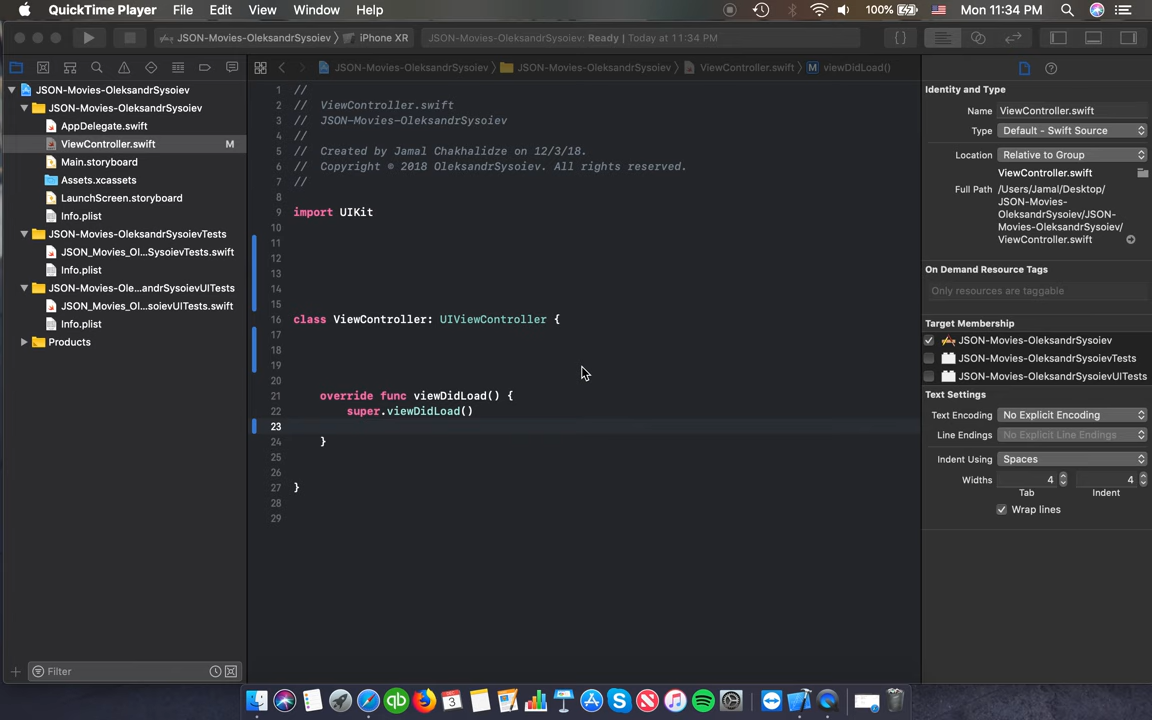 QuickTime Player File Edit View Window Help 100% Mon 11:34 PM
JSON-Movies-OleksandrSysoiev iPhone XR JSON-Movies-OleksandrSysoiev: Ready | Today at 11:34 PM {}
JSON-Movies-OleksandrSysoiev JSON-Movies-OleksandrSysoiev ViewController.swift M viewDidLoad()
JSON-Movies-OleksandrSysoiev
JSON-Movies-OleksandrSysoiev
AppDelegate.swift
ViewController.swift M
Main.storyboard
Assets.xcassets
LaunchScreen.storyboard
Info.plist
JSON-Movies-OleksandrSysoievTests
JSON_Movies_Ol...SysoievTests.swift
Info.plist
JSON-Movies-Ole...andrSysoievUITests
JSON_Movies_Ol...soievUITests.swift
Info.plist
Products
Filter
1 //
2 // ViewController.swift
3 // JSON-Movies-OleksandrSysoiev
4 //
5 // Created by Jamal Chakhalidze on 12/3/18.
6 // Copyright © 2018 OleksandrSysoiev. All rights reserved.
7 //
8
9 import UIKit
10
11
12
13
14
15
16 class ViewController: UIViewController {
17
18
19
20
21 override func viewDidLoad() {
22 super.viewDidLoad()
23
24 }
25
26
27 }
28
29
Identity and Type
Name ViewController.swift
Type Default - Swift Source
Location Relative to Group
ViewController.swift
Full Path /Users/Jamal/Desktop/
JSON-Movies-
OleksandrSysoiev/JSON-
Movies-OleksandrSysoiev/
ViewController.swift
On Demand Resource Tags
Only resources are taggable
Target Membership
JSON-Movies-OleksandrSysoiev
JSON-Movies-OleksandrSysoievTests
JSON-Movies-OleksandrSysoievUITests
Text Settings
Text Encoding No Explicit Encoding
Line Endings No Explicit Line Endings
Indent Using Spaces
Widths 4 4
Tab Indent
Wrap lines
qb 3